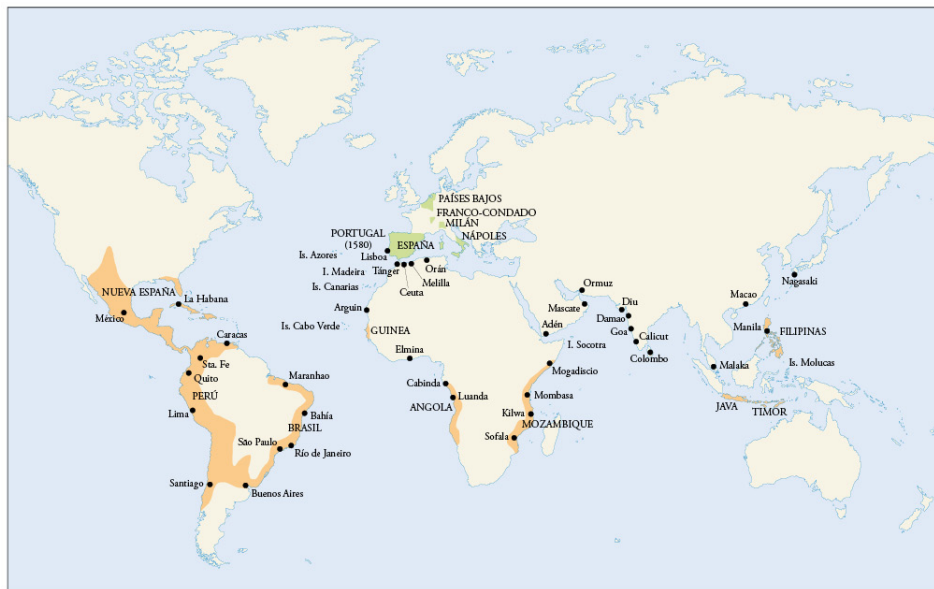 PAÍSES BAJOS
FRANCO-CONDADO
MILÁN
NÁPOLES
PORTUGAL
(1580)
ESPAÑA
Lisboa
Is. Azores
Orán
I. Madeira
Tánger
Melilla
Ceuta
Is. Canarias
Arguin
Is. Cabo Verde
GUINEA
Elmina
NUEVA ESPAÑA
La Habana
México
Caracas
Sta. Fe
Quito
PERÚ
Lima
Maranhao
Bahía
BRASIL
São Paulo
Río de Janeiro
Santiago
Buenos Aires
Cabinda
Luanda
ANGOLA
Ormuz
Mascate
Adén
I. Socotra
Mogadiscio
Mombasa
Kilwa
MOZAMBIQUE
Sofala
Diu
Damao
Goa
Calicut
Colombo
Nagasaki
Macao
Manila
FILIPINAS
Malaka
Is. Molucas
JAVA
TIMOR